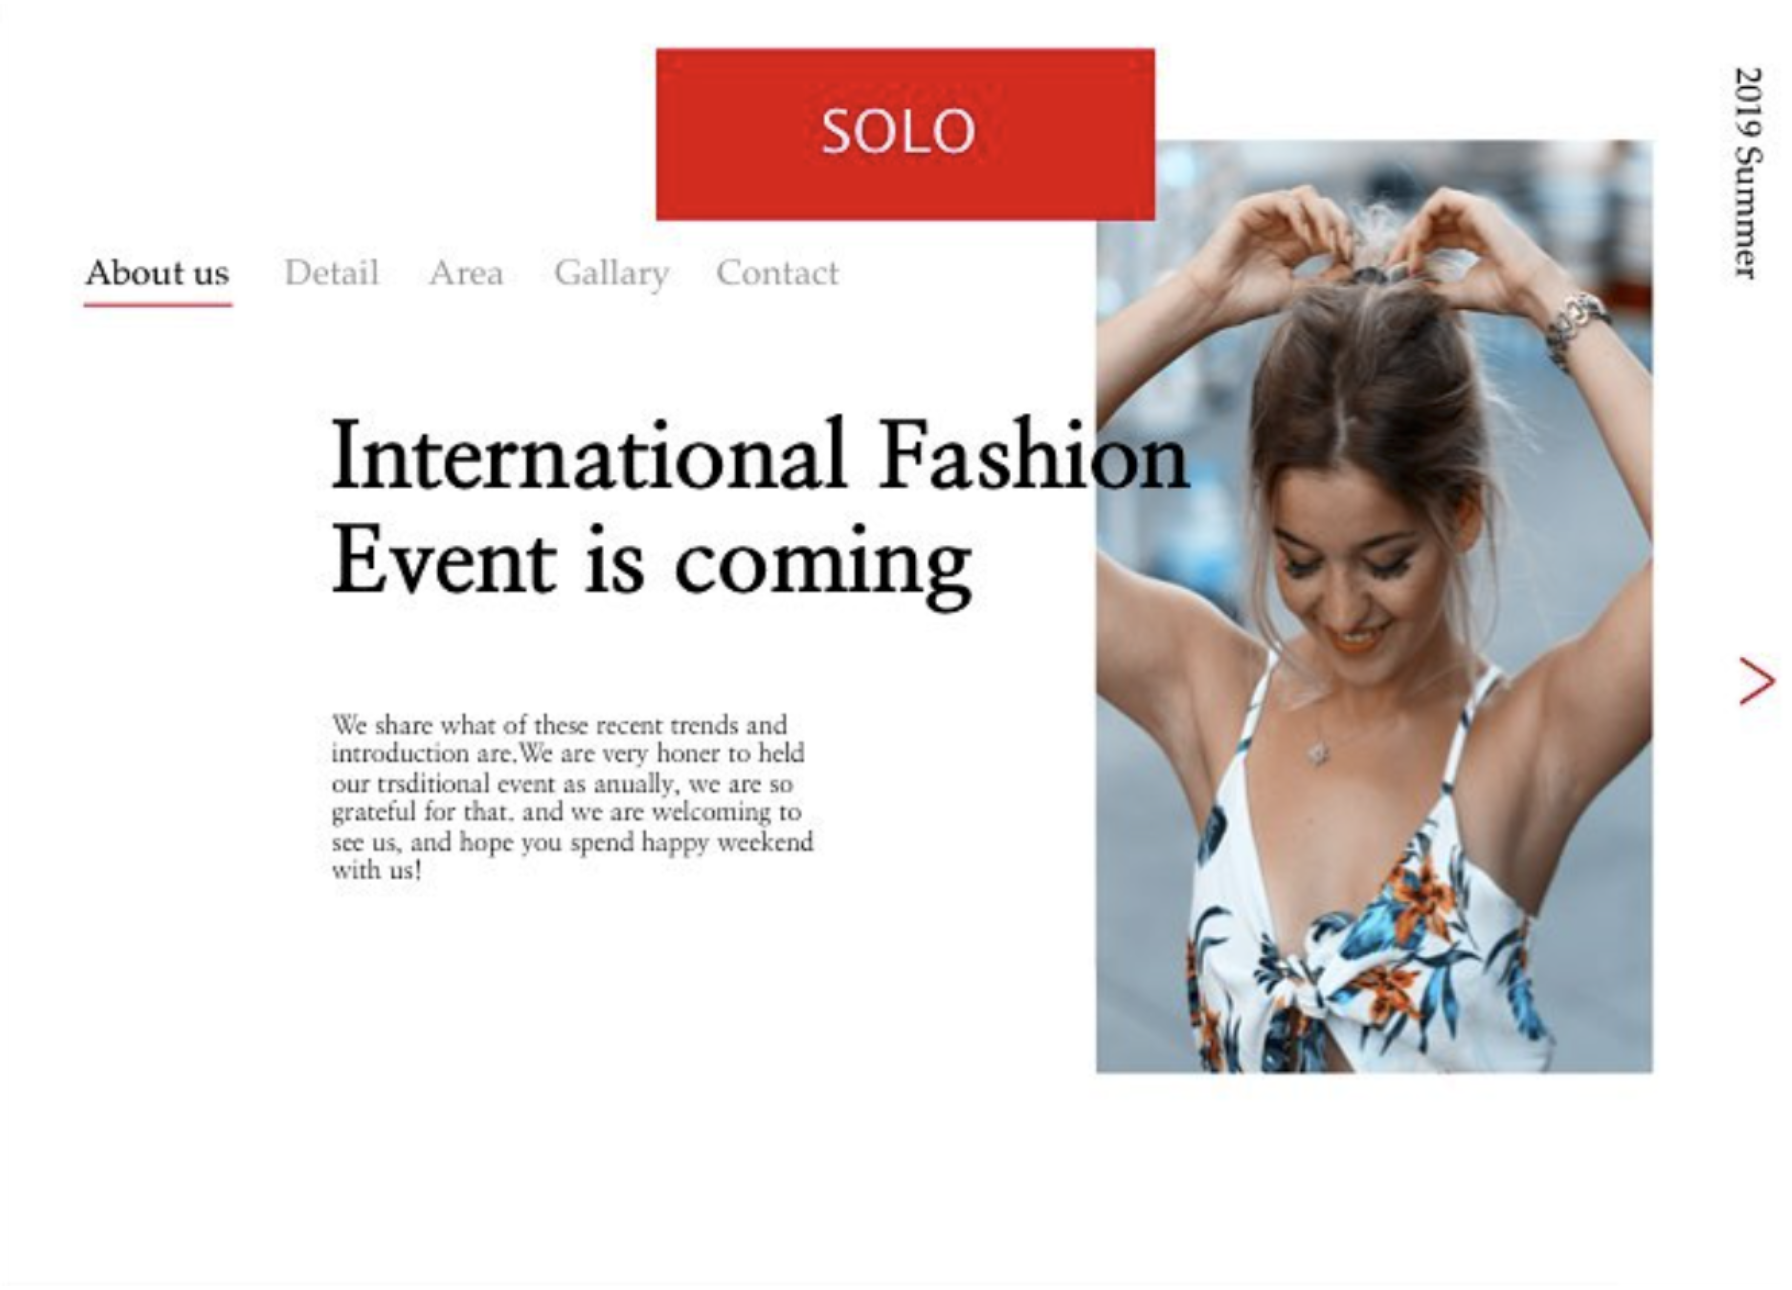 SOLO
2019 Summer
About us Detail Area Gallary Contact
International Fashion
Event is coming
We share what of these recent trends and
introduction are.We are very honer to held
our trsditional event as anually, we are so
grateful for that. and we are welcoming to
see us, and hope you spend happy weekend
with us!